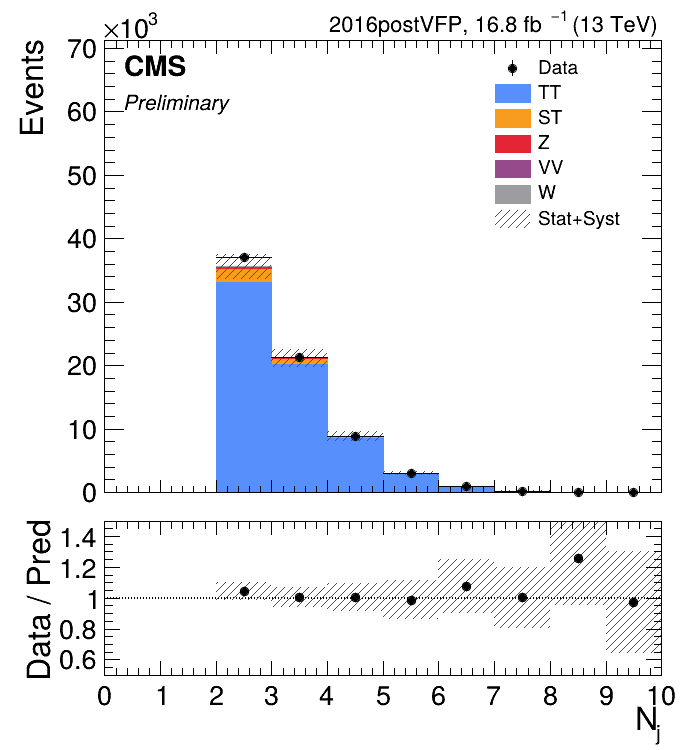 ×10³
2016postVFP, 16.8 fb ⁻¹ (13 TeV)
CMS
Preliminary
Data
TT
ST
Z
VV
W
Stat+Syst
Events
70
60
50
40
30
20
10
0
Data / Pred
1.4
1.2
1
0.8
0.6
0 1 2 3 4 5 6 7 8 9 10
N_j